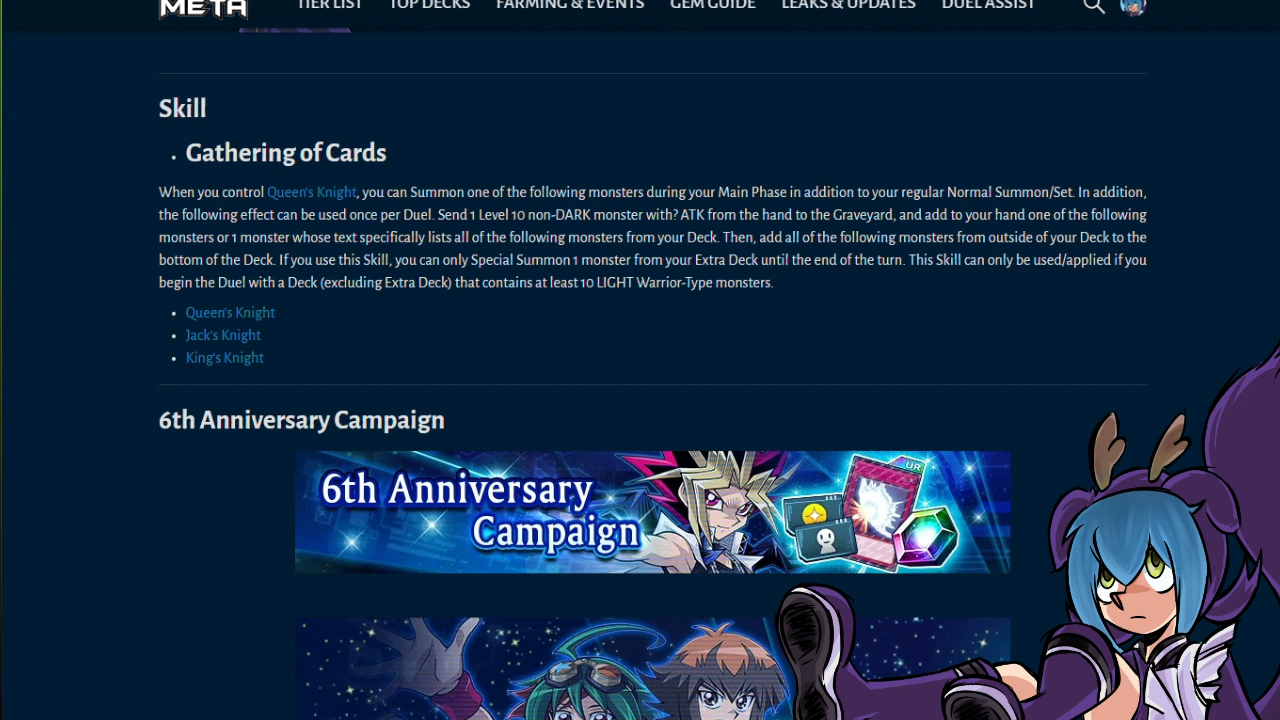 META TIER LIST TOP DECKS FARMING & EVENTS GEM GUIDE LEAKS & UPDATES DUEL ASSIST
Skill
• Gathering of Cards
When you control Queen's Knight, you can Summon one of the following monsters during your Main Phase in addition to your regular Normal Summon/Set. In addition,
the following effect can be used once per Duel. Send 1 Level 10 non-DARK monster with? ATK from the hand to the Graveyard, and add to your hand one of the following
monsters or 1 monster whose text specifically lists all of the following monsters from your Deck. Then, add all of the following monsters from outside of your Deck to the
bottom of the Deck. If you use this Skill, you can only Special Summon 1 monster from your Extra Deck until the end of the turn. This Skill can only be used/applied if you
begin the Duel with a Deck (excluding Extra Deck) that contains at least 10 LIGHT Warrior-Type monsters.
• Queen's Knight
• Jack's Knight
• King's Knight
6th Anniversary Campaign
6th Anniversary
Campaign
UR